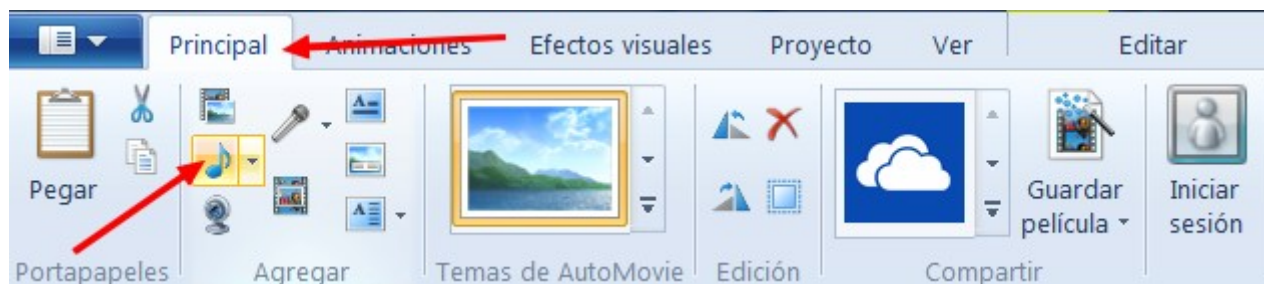 Principal Animaciones Efectos visuales Proyecto Ver Editar
Pegar
Guardar película
Iniciar sesión
Portapapeles Agregar Temas de AutoMovie Edición Compartir